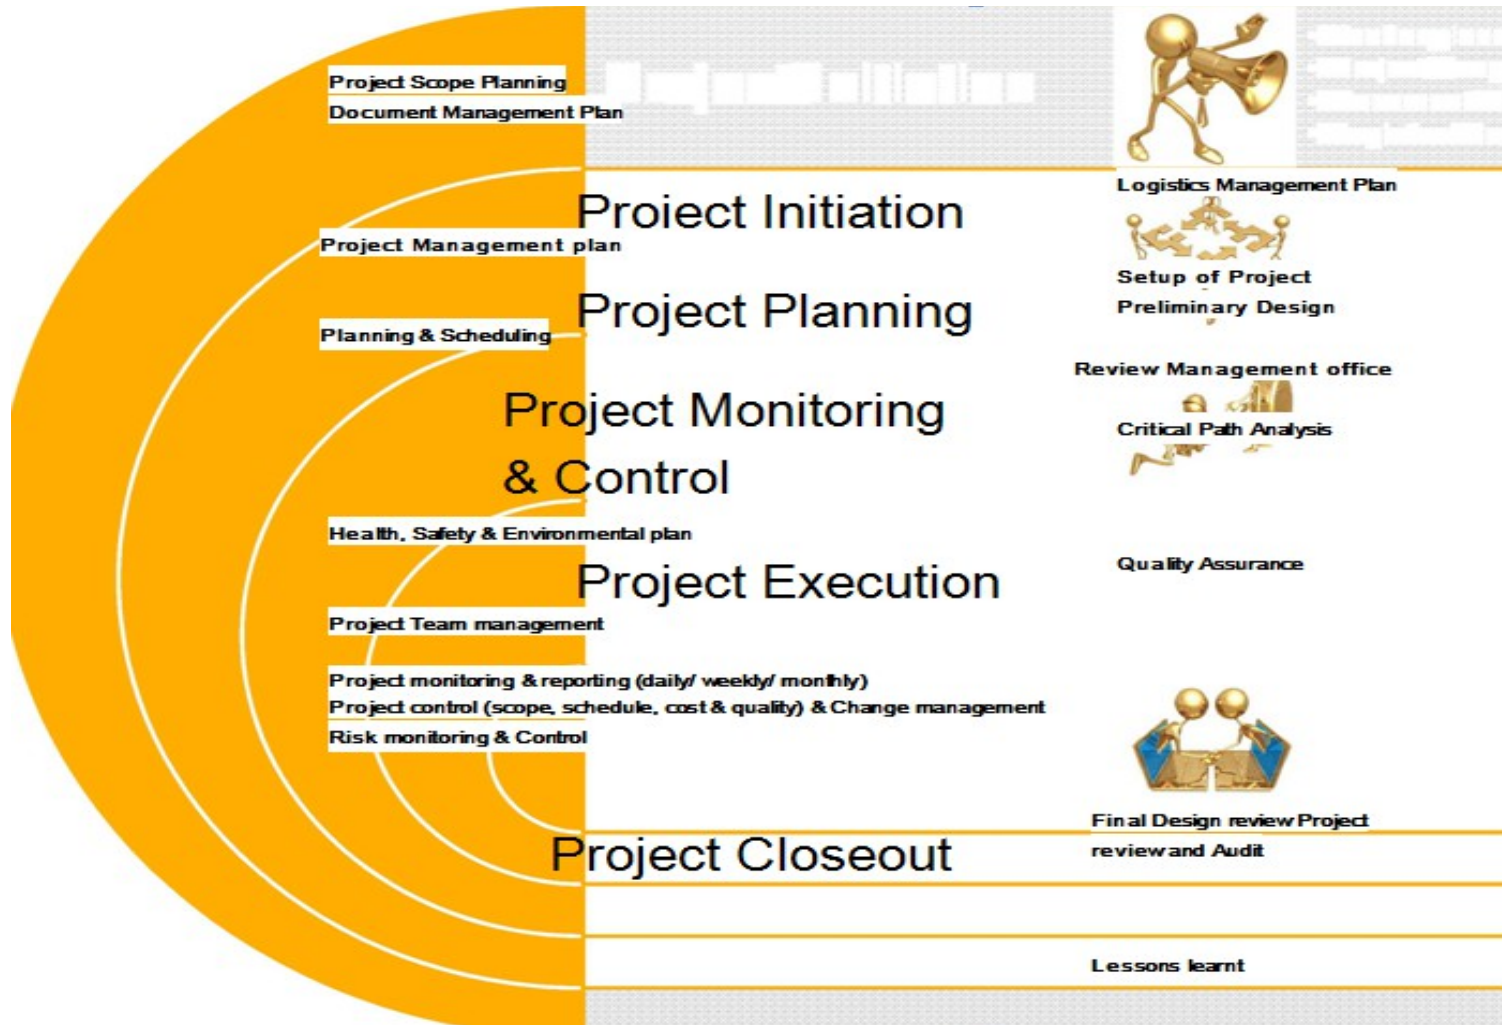 Project Scope Planning
Document Management Plan
Logistics Management Plan
Project Initiation
Project Management plan
Setup of Project
Preliminary Design
Project Planning
Planning & Scheduling
Review Management office
Project Monitoring
Critical Path Analysis
& Control
Health, Safety & Environmental plan
Quality Assurance
Project Execution
Project Team management
Project monitoring & reporting (daily/ weekly/ monthly)
Project control (scope, schedule, cost & quality) & Change management
Risk monitoring & Control
Final Design review Project
review and Audit
Project Closeout
Lessons learnt